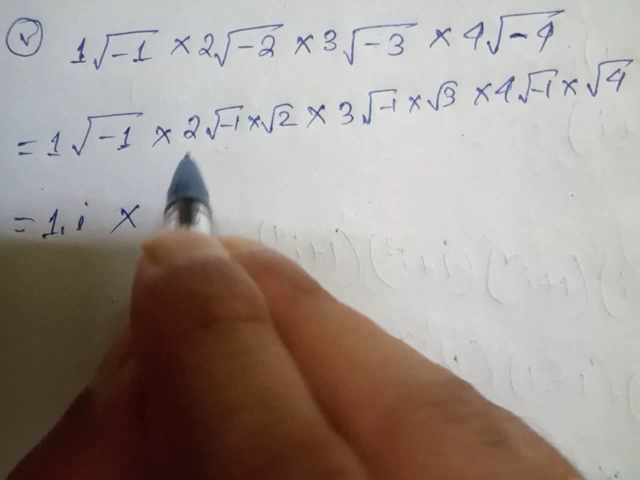 (v) 1√-1 × 2√-2 × 3√-3 × 4√-4
= 1√-1 × 2√-1 × √2 × 3√-1 × √3 × 4√-1 × √4
= 1.i ×